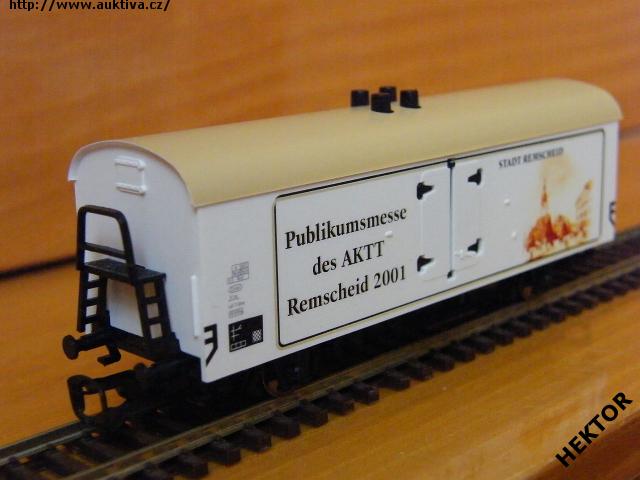 http://www.auktiva.cz/
STADT REMSCHEID
Publikumsmesse
des AKTT
Remscheid 2001
HEKTOR